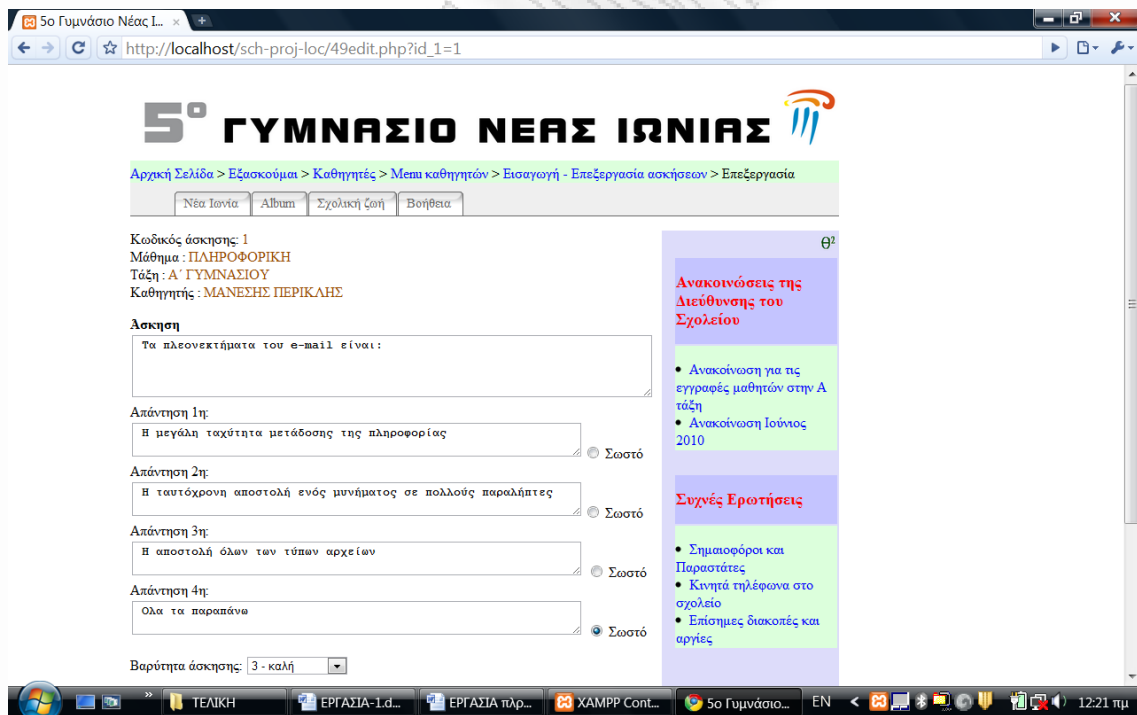 5ο Γυμνάσιο Νέας Ι...
http://localhost/sch-proj-loc/49edit.php?id_1=1
5ο ΓΥΜΝΑΣΙΟ ΝΕΑΣ ΙΩΝΙΑΣ
Αρχική Σελίδα > Εξασκούμαι > Καθηγητές > Menu καθηγητών > Εισαγωγή - Επεξεργασία ασκήσεων > Επεξεργασία
Νέα Ιωνία Album Σχολική ζωή Βοήθεια
Κωδικός άσκησης: 1
Μάθημα : ΠΛΗΡΟΦΟΡΙΚΗ
Τάξη : Α΄ ΓΥΜΝΑΣΙΟΥ
Καθηγητής : ΜΑΝΕΣΗΣ ΠΕΡΙΚΛΗΣ
Άσκηση
Τα πλεονεκτήματα του e-mail είναι:
Απάντηση 1η:
Η μεγάλη ταχύτητα μετάδοσης της πληροφορίας
Σωστό
Απάντηση 2η:
Η ταυτόχρονη αποστολή ενός μυνήματος σε πολλούς παραλήπτες
Σωστό
Απάντηση 3η:
Η αποστολή όλων των τύπων αρχείων
Σωστό
Απάντηση 4η:
Ολα τα παραπάνω
Σωστό
Βαρύτητα άσκησης: 3 - καλή
θ²
Ανακοινώσεις της
Διεύθυνσης του
Σχολείου
Ανακοίνωση για τις
εγγραφές μαθητών στην Α
τάξη
Ανακοίνωση Ιούνιος
2010
Συχνές Ερωτήσεις
Σημαιοφόροι και
Παραστάτες
Κινητά τηλέφωνα στο
σχολείο
Επίσημες διακοπές και
αργίες
ΤΕΛΙΚΗ ΕΡΓΑΣΙΑ-1.d... ΕΡΓΑΣΙΑ πλρ... XAMPP Cont... 5ο Γυμνάσιο... EN 12:21 πμ